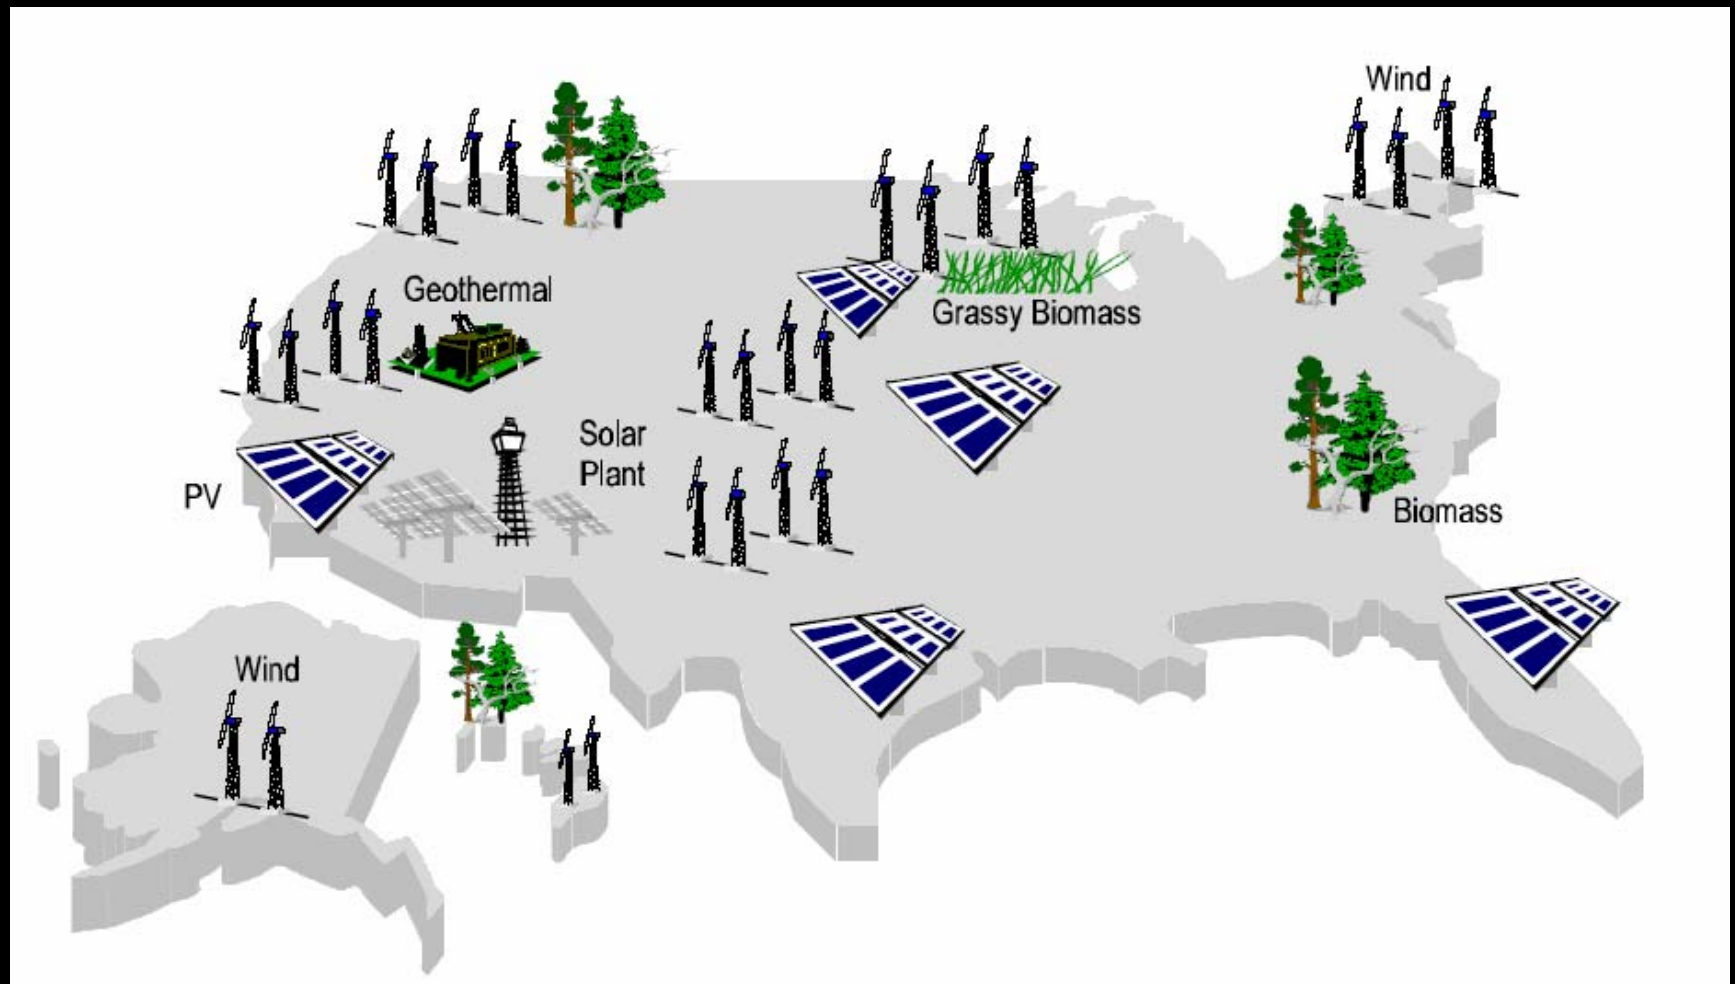 Wind
Geothermal
Grassy Biomass
Solar
Plant
PV
Biomass
Wind